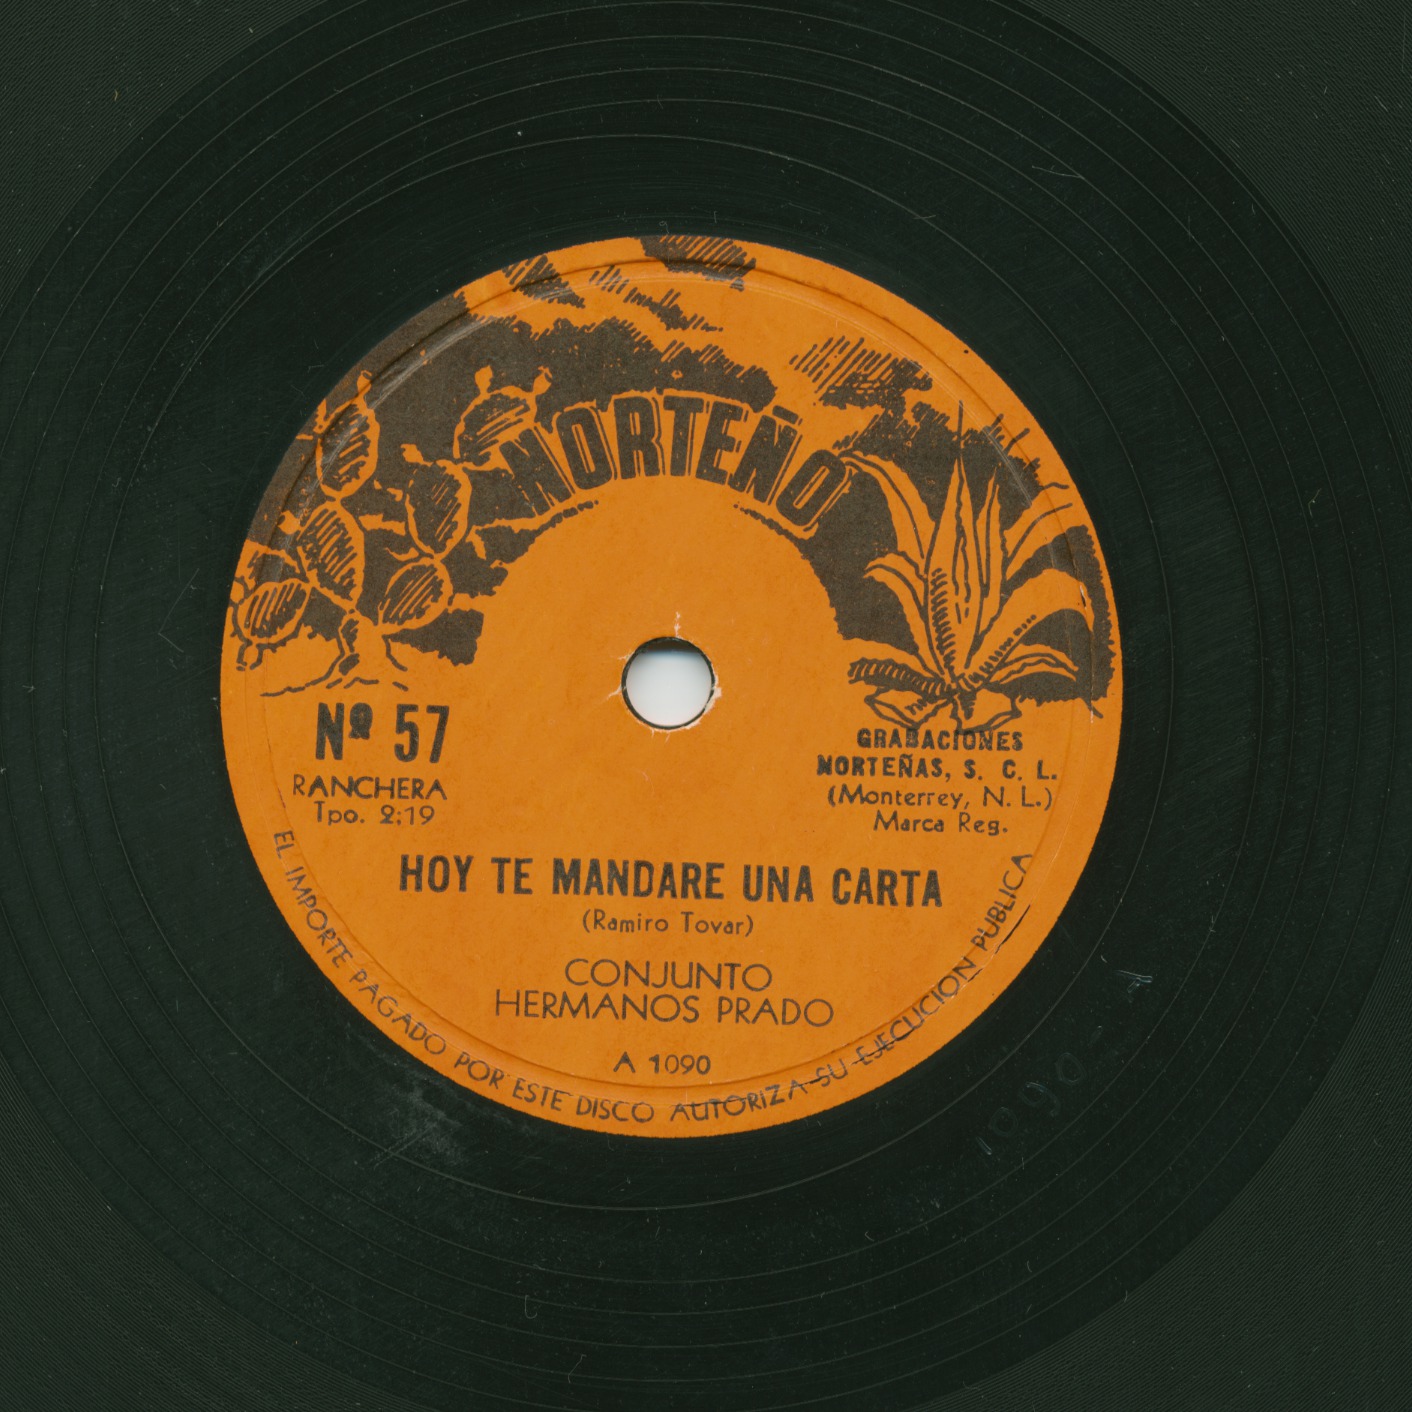 NORTEÑO
Nº 57
RANCHERA
Tpo. 2:19
GRABACIONES
NORTEÑAS, S. C. L.
(Monterrey, N. L.)
Marca Reg.
HOY TE MANDARE UNA CARTA
(Ramiro Tovar)
CONJUNTO
HERMANOS PRADO
A 1090
EL IMPORTE PAGADO POR ESTE DISCO AUTORIZA SU EJECUCION PUBLICA
1090-A